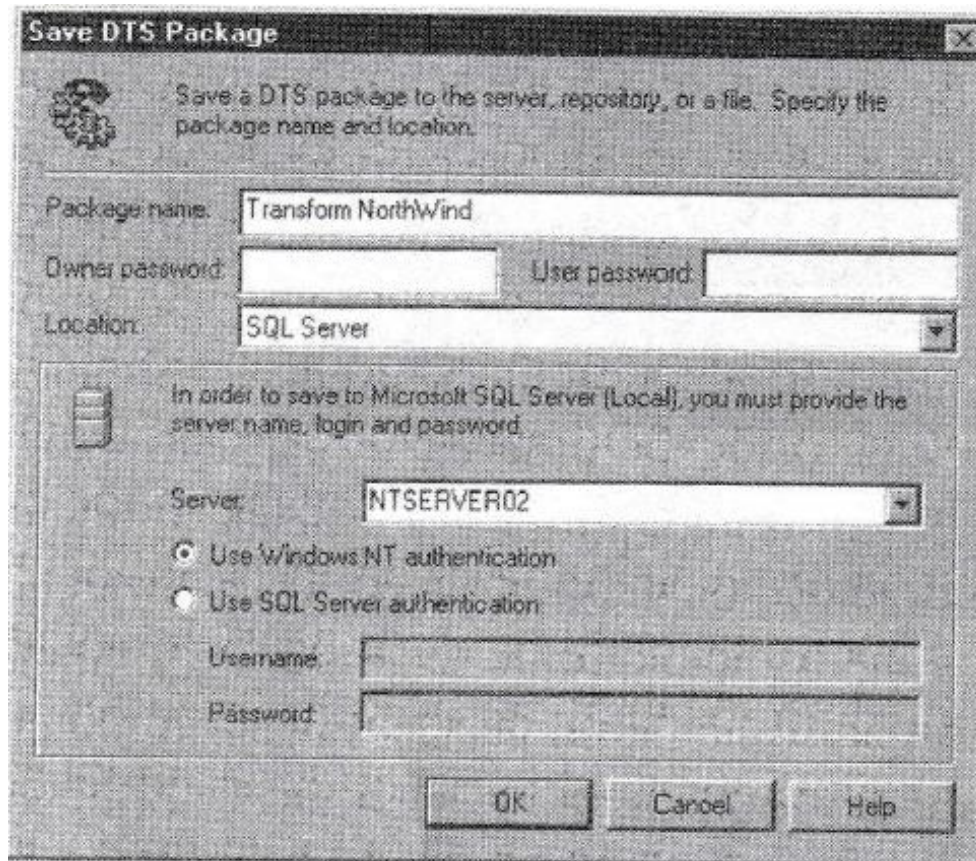 Save DTS Package
Save a DTS package to the server, repository, or a file. Specify the
package name and location.
Package name: Transform NorthWind
Owner password: User password:
Location: SQL Server
In order to save to Microsoft SQL Server (Local), you must provide the
server name, login and password.
Server: NTSERVER02
Use Windows NT authentication
Use SQL Server authentication
Username:
Password:
OK Cancel Help